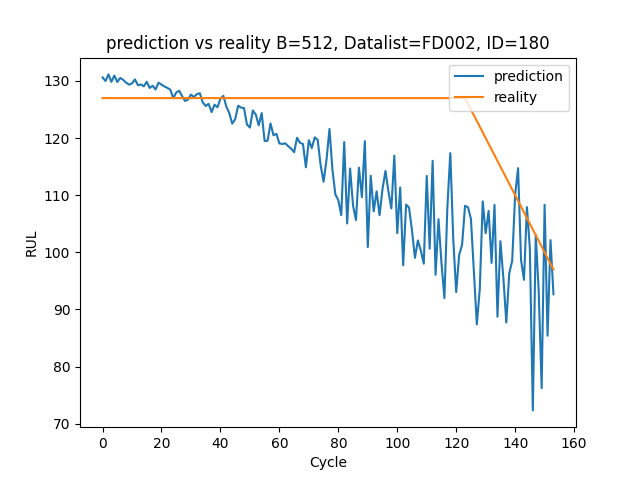 prediction vs reality B=512, Datalist=FD002, ID=180
prediction
reality
RUL
130
120
110
100
90
80
70
0 20 40 60 80 100 120 140 160
Cycle